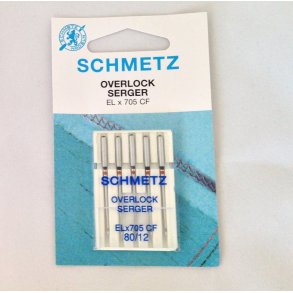 SCHMETZ
OVERLOCK
SERGER
EL x 705 CF
SCHMETZ
OVERLOCK
SERGER
ELx705 CF
80/12